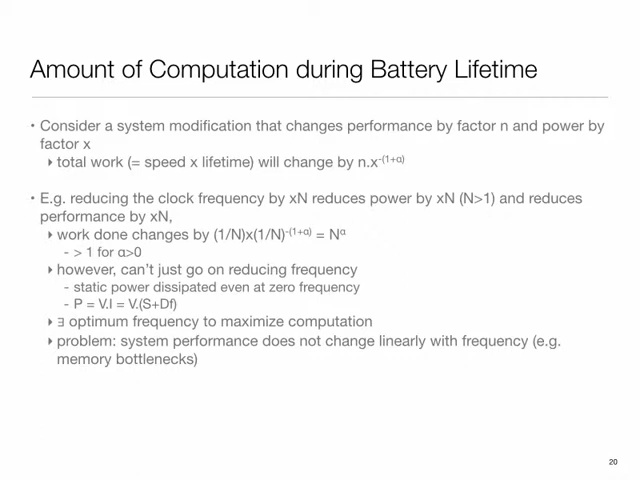 Amount of Computation during Battery Lifetime
• Consider a system modification that changes performance by factor n and power by
factor x
‣ total work (= speed x lifetime) will change by n.x⁻⁽¹⁺ᵅ⁾
• E.g. reducing the clock frequency by xN reduces power by xN (N>1) and reduces
performance by xN,
‣ work done changes by (1/N)x(1/N)⁻⁽¹⁺ᵅ⁾ = Nᵅ
- > 1 for α>0
‣ however, can't just go on reducing frequency
- static power dissipated even at zero frequency
- P = V.I = V.(S+Df)
‣ ∃ optimum frequency to maximize computation
‣ problem: system performance does not change linearly with frequency (e.g.
memory bottlenecks)
20